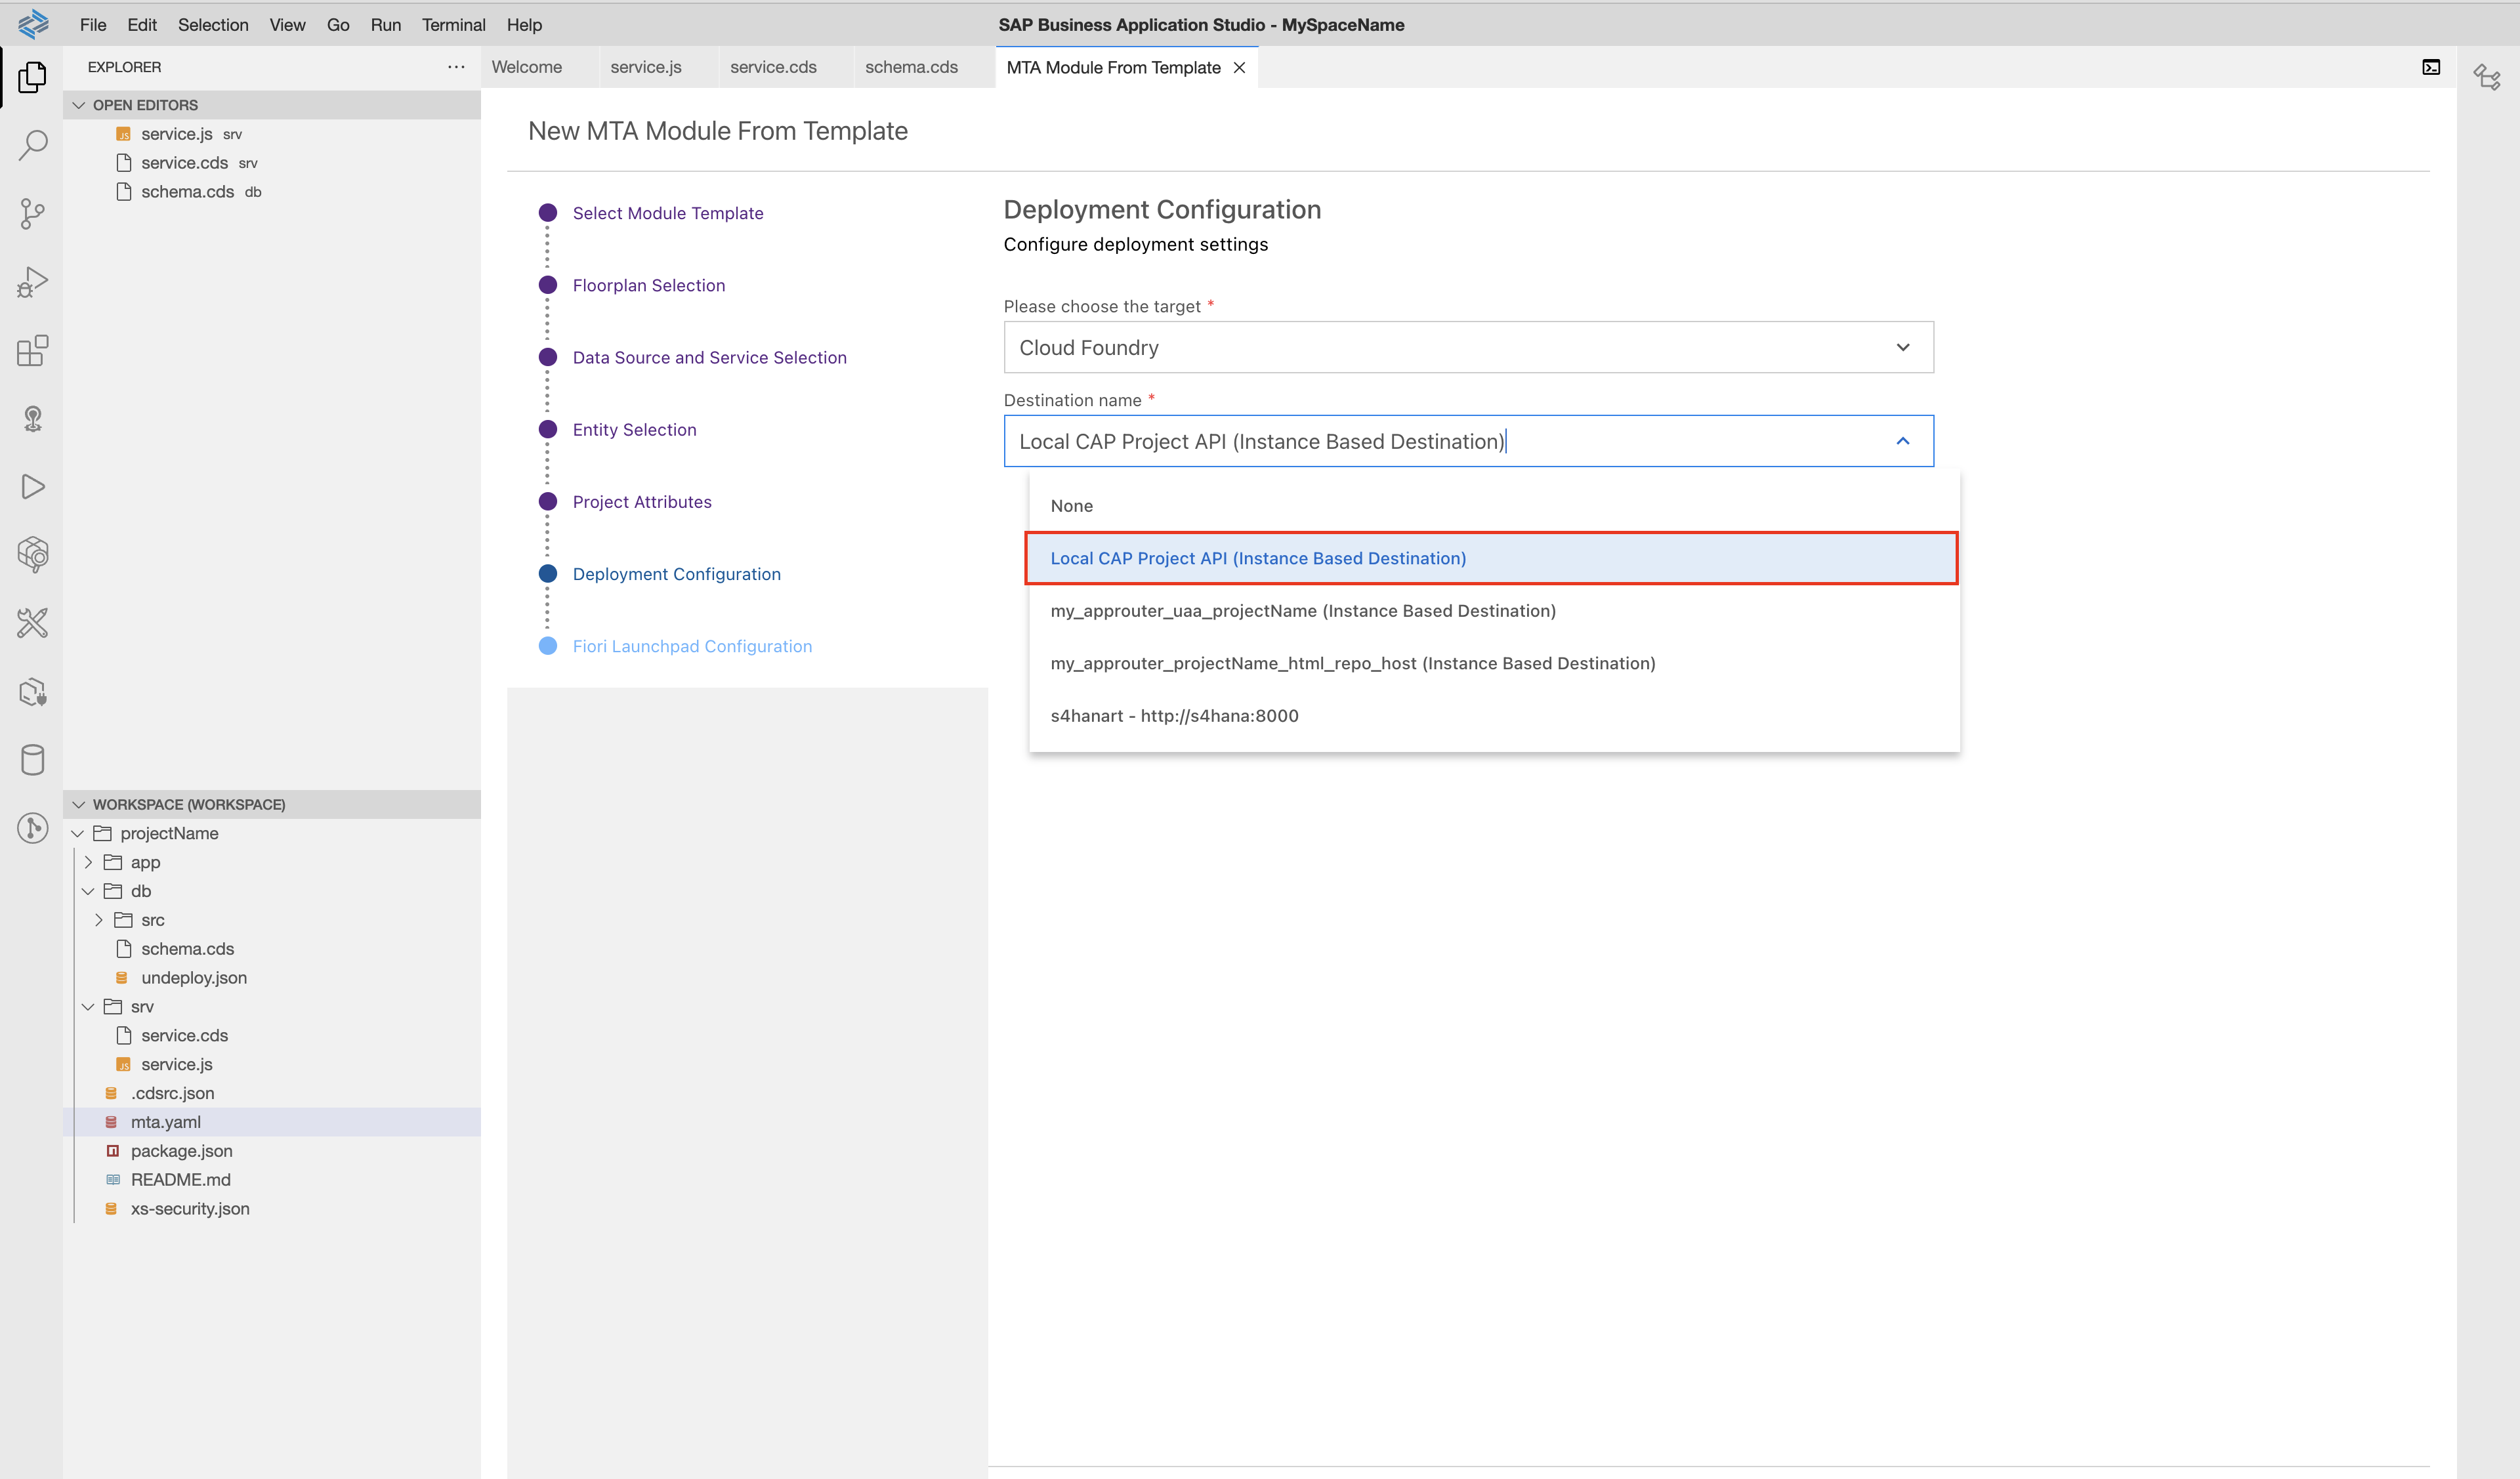 File Edit Selection View Go Run Terminal Help
SAP Business Application Studio - MySpaceName
EXPLORER
Welcome
service.js
service.cds
schema.cds
MTA Module From Template
OPEN EDITORS
service.js srv
service.cds srv
schema.cds db
WORKSPACE (WORKSPACE)
projectName
app
db
src
schema.cds
undeploy.json
srv
service.cds
service.js
.cdsrc.json
mta.yaml
package.json
README.md
xs-security.json
New MTA Module From Template
Select Module Template
Floorplan Selection
Data Source and Service Selection
Entity Selection
Project Attributes
Deployment Configuration
Fiori Launchpad Configuration
Deployment Configuration
Configure deployment settings
Please choose the target *
Cloud Foundry
Destination name *
Local CAP Project API (Instance Based Destination)
None
Local CAP Project API (Instance Based Destination)
my_approuter_uaa_projectName (Instance Based Destination)
my_approuter_projectName_html_repo_host (Instance Based Destination)
s4hanart - http://s4hana:8000